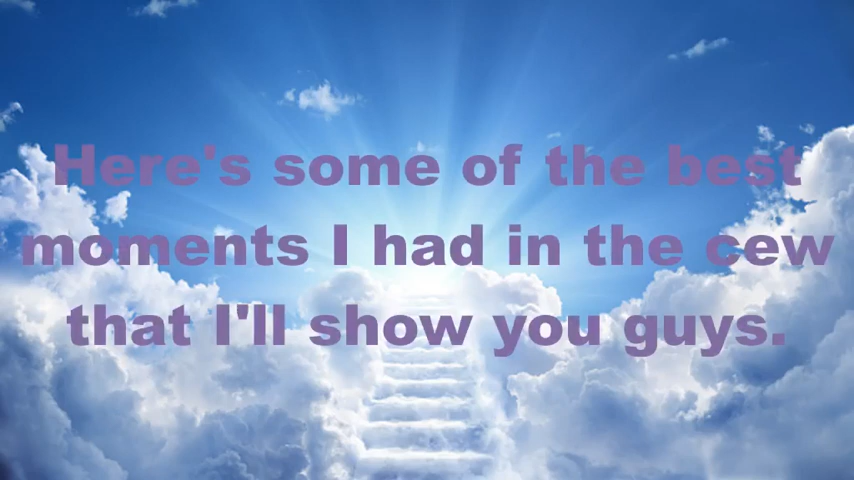 Here's some of the best
moments I had in the cew
that I'll show you guys.